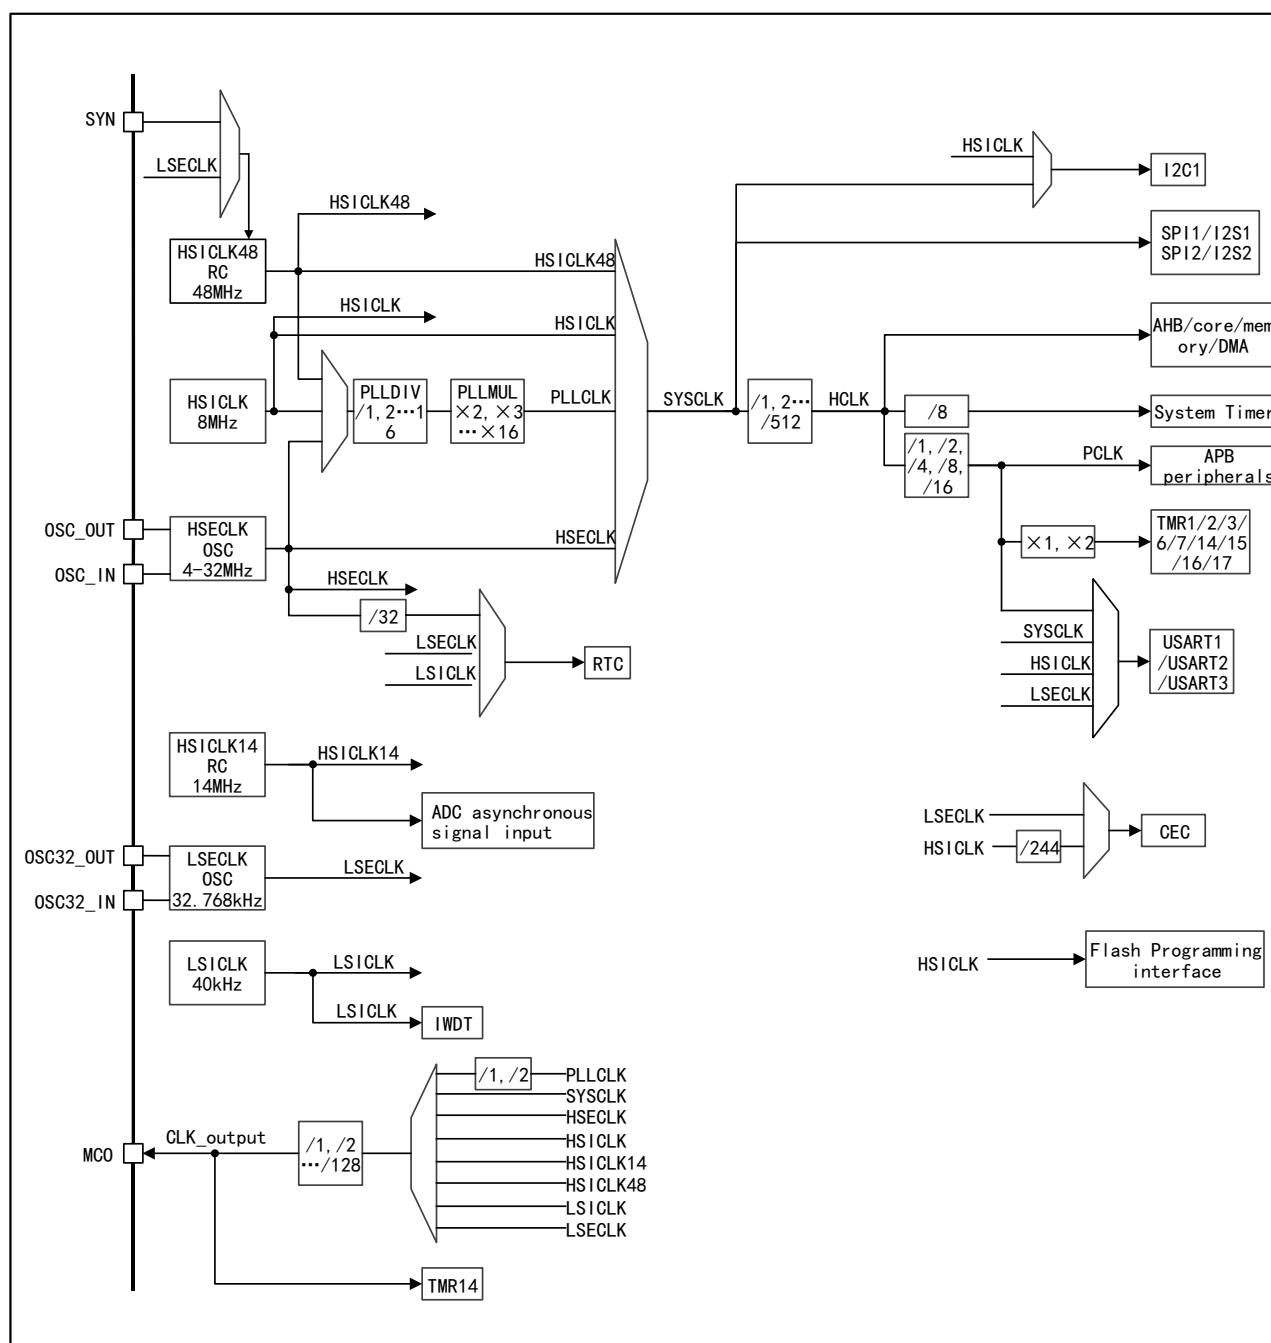 SYN
LSECLK
HSICLK48
RC
48MHz
HSICLK48
HSICLK48
HSICLK
HSICLK
HSICLK
8MHz
PLLDIV
/1, 2…1
6
PLLMUL
×2, ×3
…×16
PLLCLK
SYSCLK
/1, 2…
/512
HCLK
HSICLK
I2C1
SPI1/I2S1
SPI2/I2S2
AHB/core/mem
ory/DMA
/8
System Timer
/1, /2,
/4, /8,
/16
PCLK
APB
peripherals
×1, ×2
TMR1/2/3/
6/7/14/15
/16/17
OSC_OUT
OSC_IN
HSECLK
OSC
4-32MHz
HSECLK
HSECLK
/32
LSECLK
LSICLK
RTC
SYSCLK
HSICLK
LSECLK
USART1
/USART2
/USART3
HSICLK14
RC
14MHz
HSICLK14
ADC asynchronous
signal input
LSECLK
HSICLK
/244
CEC
OSC32_OUT
OSC32_IN
LSECLK
OSC
32.768kHz
LSECLK
LSICLK
40kHz
LSICLK
LSICLK
IWDT
HSICLK
Flash Programming
interface
MCO
CLK_output
/1, /2
…/128
/1, /2
PLLCLK
SYSCLK
HSECLK
HSICLK
HSICLK14
HSICLK48
LSICLK
LSECLK
TMR14